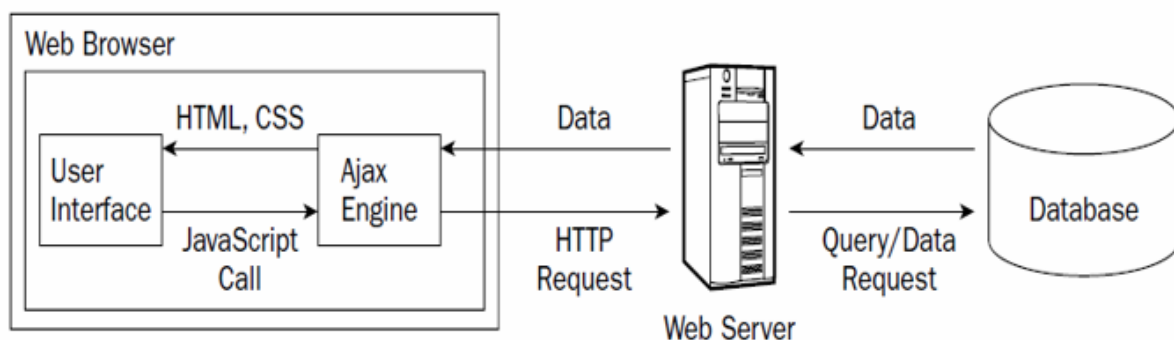 Web Browser
HTML, CSS
Data
Data
User
Interface
Ajax
Engine
Database
JavaScript
Call
HTTP
Request
Query/Data
Request
Web Server